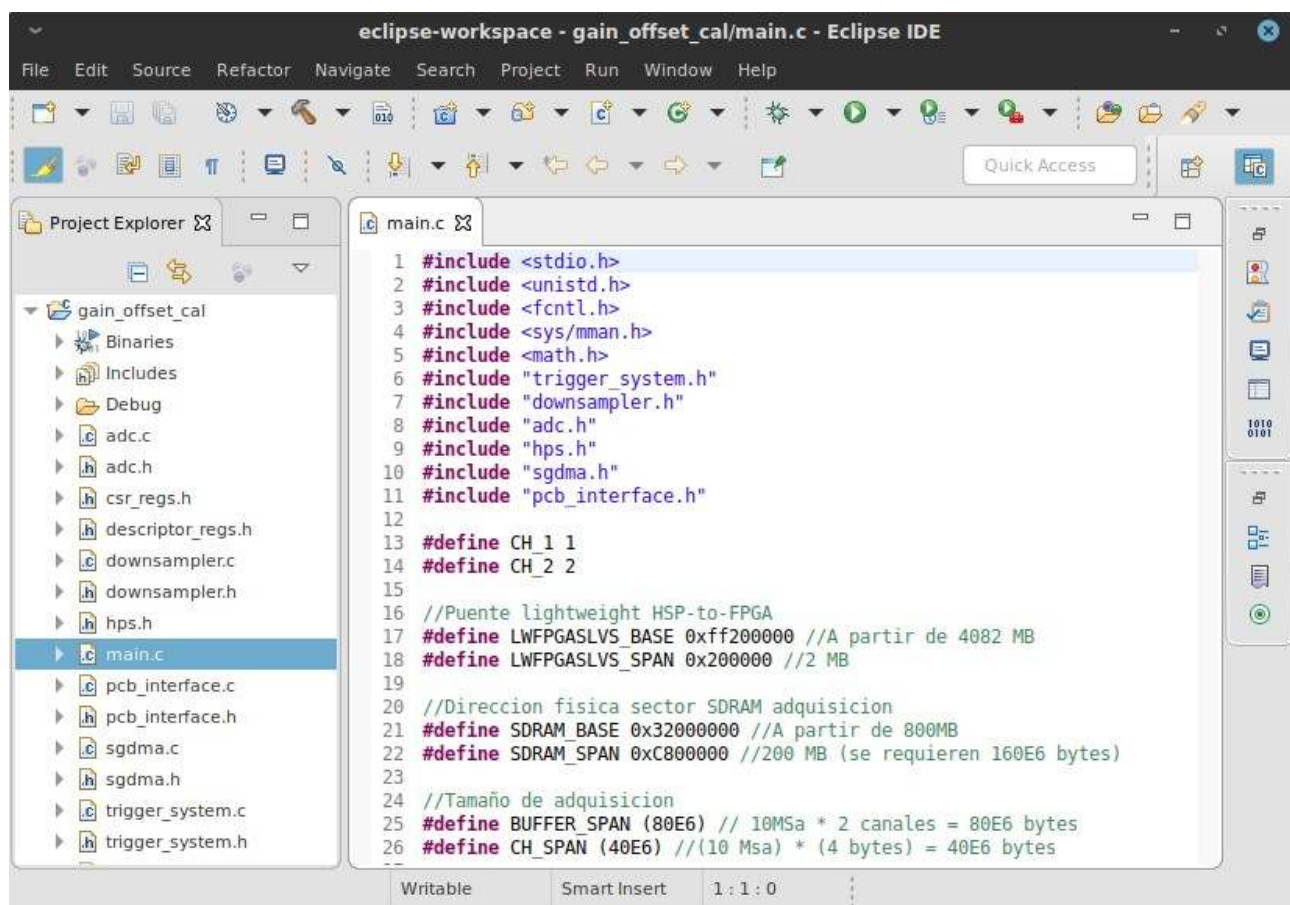 eclipse-workspace - gain_offset_cal/main.c - Eclipse IDE
File Edit Source Refactor Navigate Search Project Run Window Help
Quick Access
Project Explorer
gain_offset_cal
Binaries
Includes
Debug
adc.c
adc.h
csr_regs.h
descriptor_regs.h
downsampler.c
downsampler.h
hps.h
main.c
pcb_interface.c
pcb_interface.h
sgdma.c
sgdma.h
trigger_system.c
trigger_system.h
main.c
1 #include <stdio.h>
2 #include <unistd.h>
3 #include <fcntl.h>
4 #include <sys/mman.h>
5 #include <math.h>
6 #include "trigger_system.h"
7 #include "downsampler.h"
8 #include "adc.h"
9 #include "hps.h"
10 #include "sgdma.h"
11 #include "pcb_interface.h"
12
13 #define CH_1 1
14 #define CH_2 2
15
16 //Puente lightweight HSP-to-FPGA
17 #define LWFPGASLVS_BASE 0xff200000 //A partir de 4082 MB
18 #define LWFPGASLVS_SPAN 0x200000 //2 MB
19
20 //Direccion fisica sector SDRAM adquisicion
21 #define SDRAM_BASE 0x32000000 //A partir de 800MB
22 #define SDRAM_SPAN 0xC800000 //200 MB (se requieren 160E6 bytes)
23
24 //Tamaño de adquisicion
25 #define BUFFER_SPAN (80E6) // 10MSa * 2 canales = 80E6 bytes
26 #define CH_SPAN (40E6) //(10 Msa) * (4 bytes) = 40E6 bytes
Writable Smart Insert 1 : 1 : 0